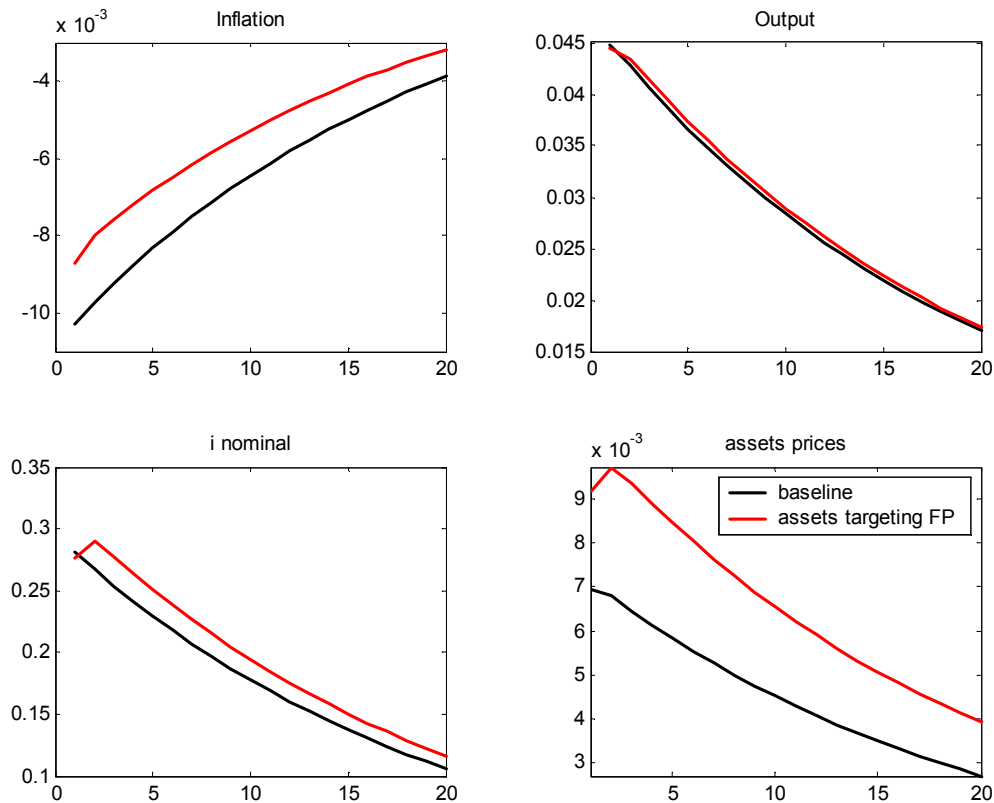 Inflation
x 10-3
-4
-6
-8
-10
0 5 10 15 20
Output
0.045
0.04
0.035
0.03
0.025
0.02
0.015
0 5 10 15 20
i nominal
0.35
0.3
0.25
0.2
0.15
0.1
0 5 10 15 20
assets prices
x 10-3
9
8
7
6
5
4
3
5 10 15 20
baseline
assets targeting FP